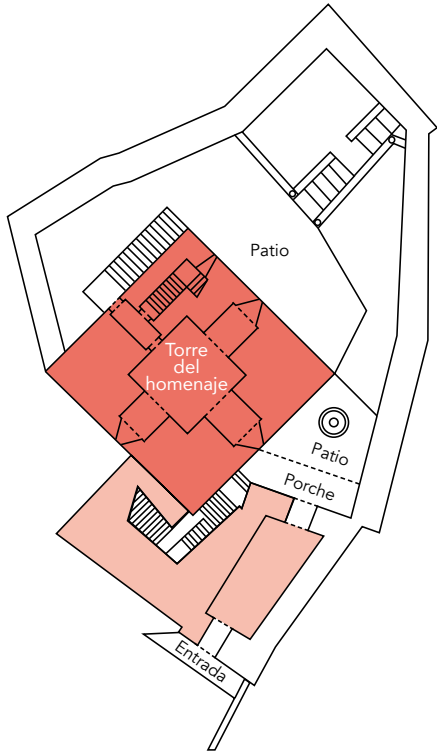 Patio
Torre
del
homenaje
Patio
Porche
Entrada